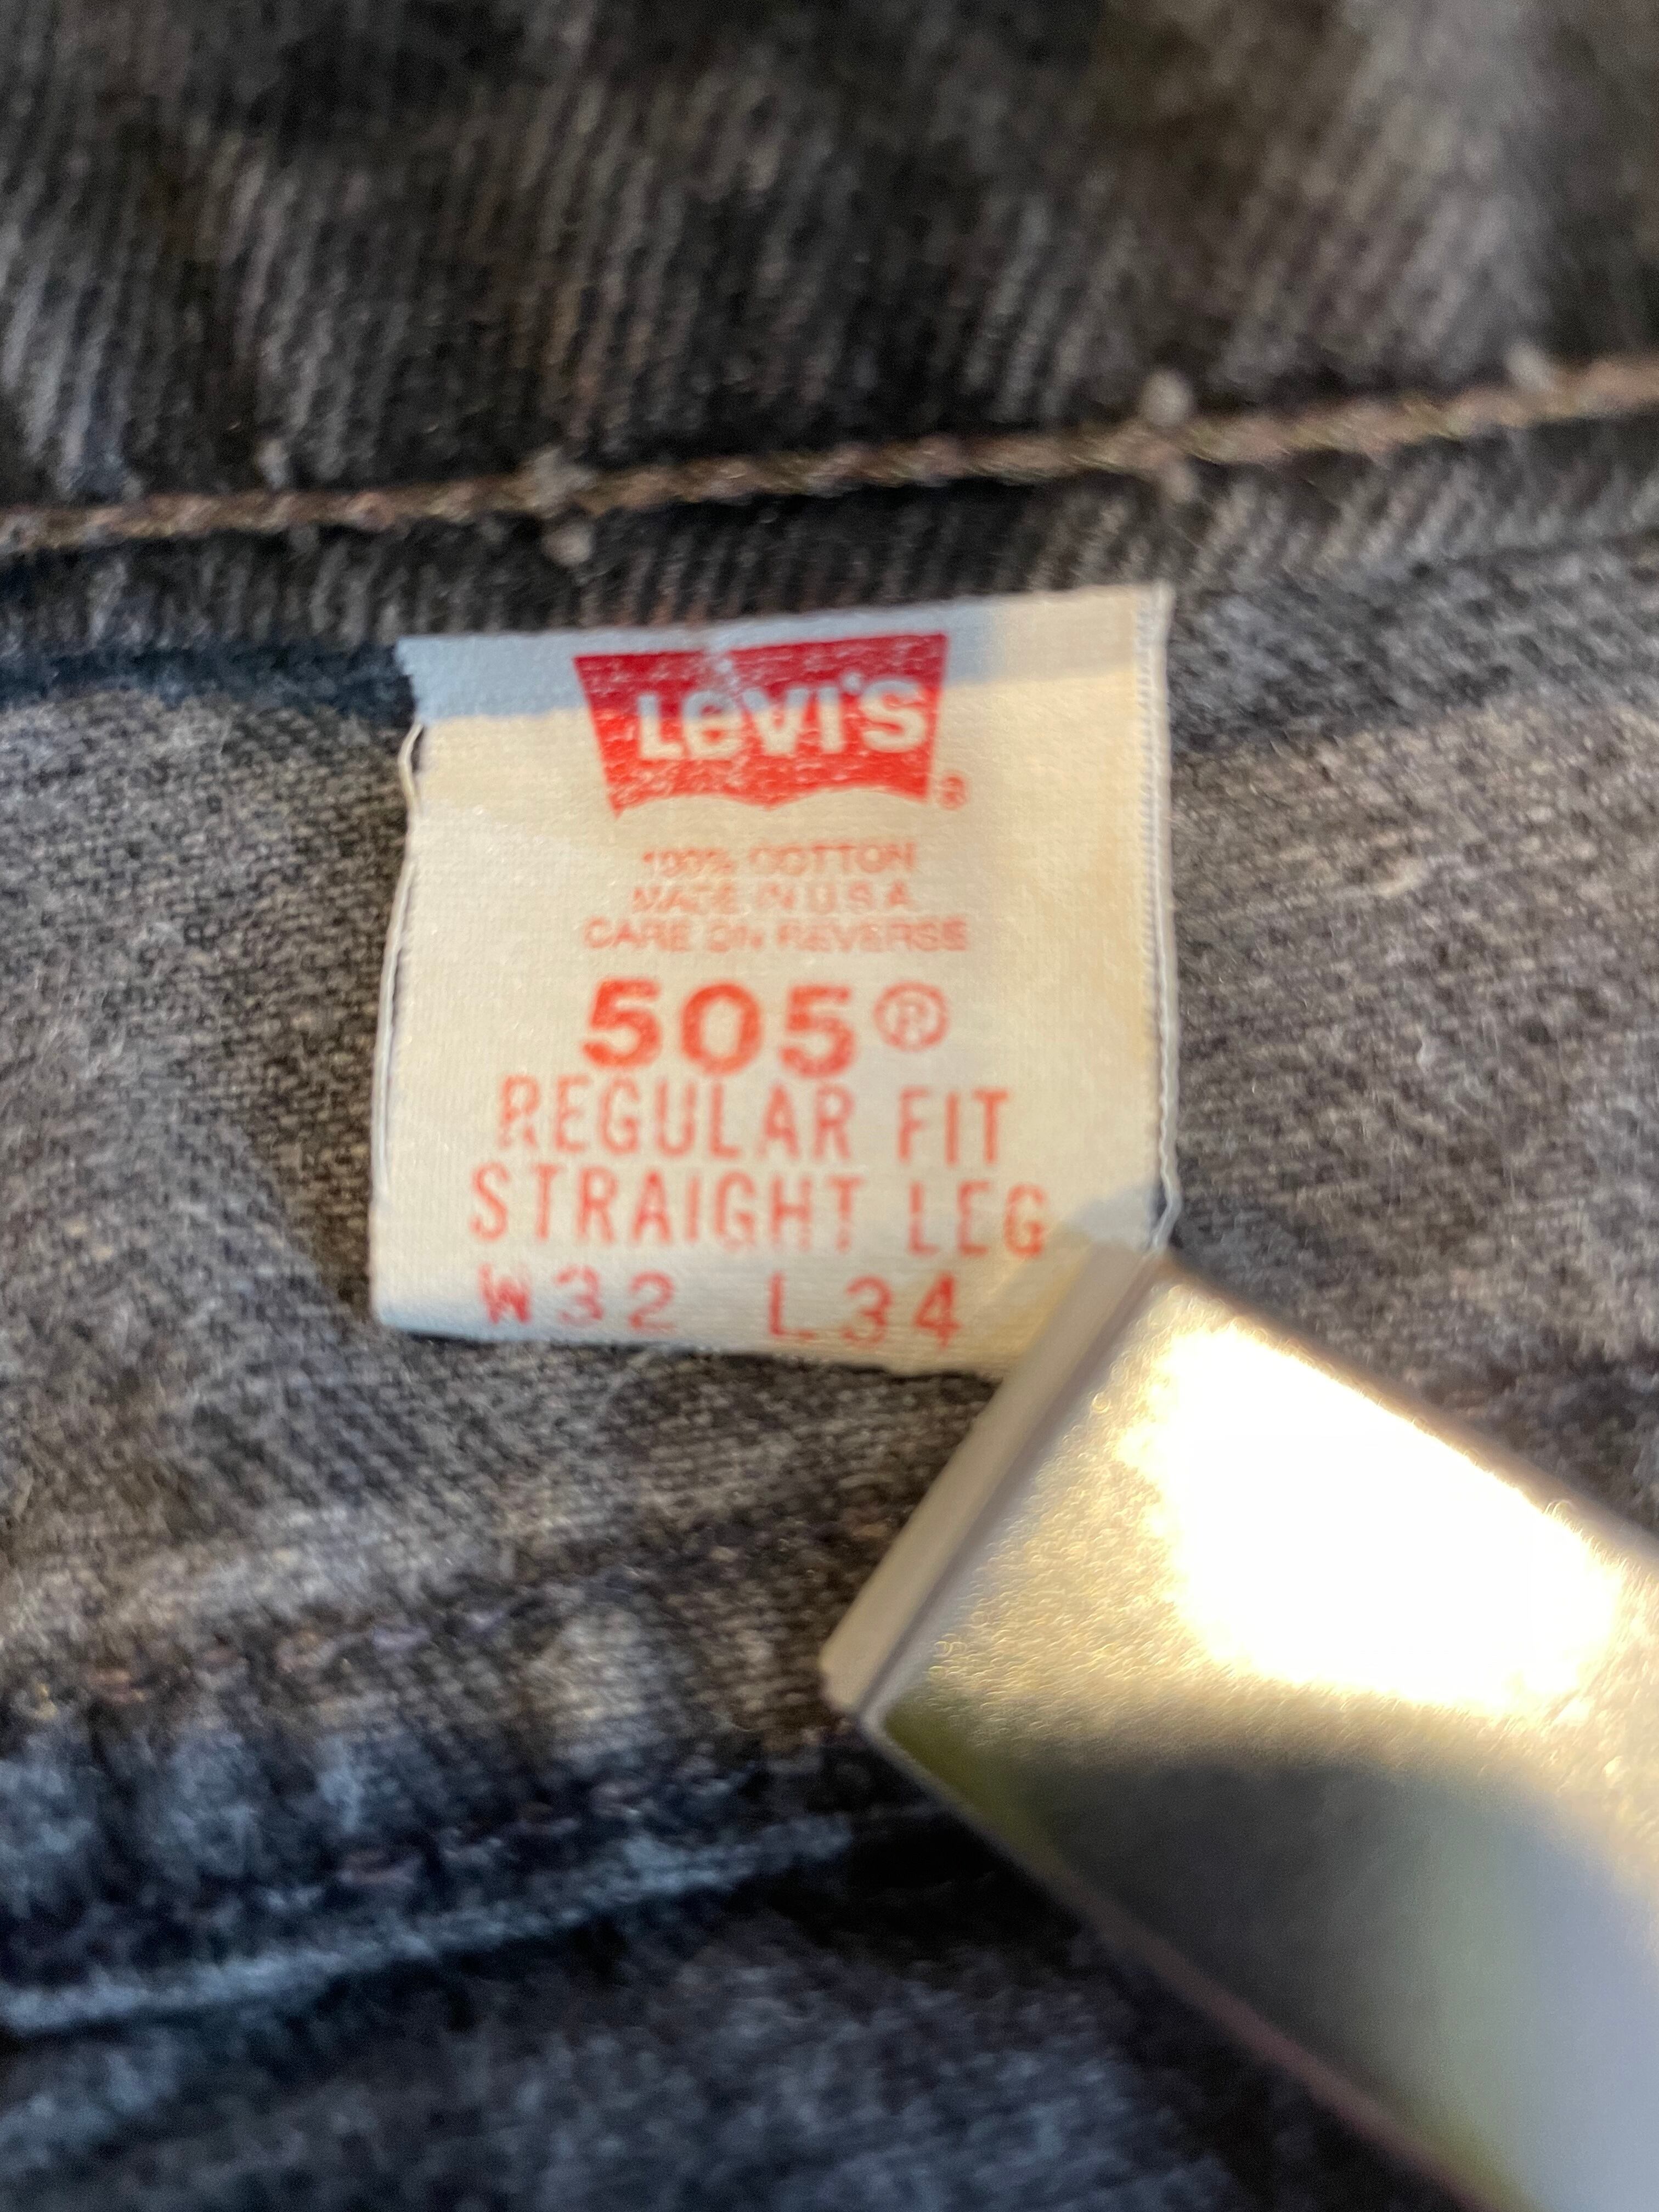 LEVI'S®
100% COTTON
MADE IN U.S.A.
CARE ON REVERSE
505®
REGULAR FIT
STRAIGHT LEG
W32 L34